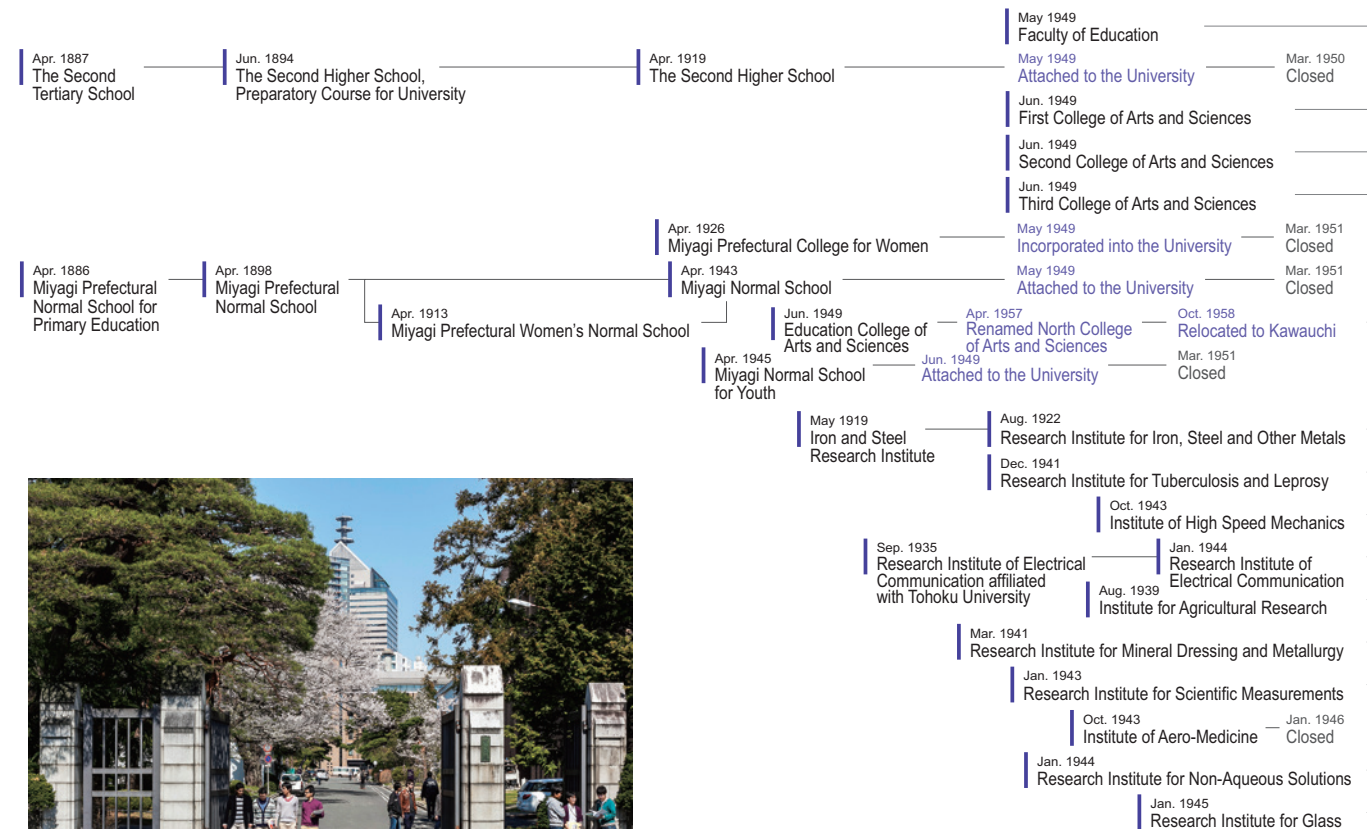 May 1949
Faculty of Education
Apr. 1887
The Second
Tertiary School
Jun. 1894
The Second Higher School,
Preparatory Course for University
Apr. 1919
The Second Higher School
May 1949
Attached to the University
Mar. 1950
Closed
Jun. 1949
First College of Arts and Sciences
Jun. 1949
Second College of Arts and Sciences
Jun. 1949
Third College of Arts and Sciences
Apr. 1926
Miyagi Prefectural College for Women
May 1949
Incorporated into the University
Mar. 1951
Closed
Apr. 1886
Miyagi Prefectural
Normal School for
Primary Education
Apr. 1898
Miyagi Prefectural
Normal School
Apr. 1943
Miyagi Normal School
May 1949
Attached to the University
Mar. 1951
Closed
Apr. 1913
Miyagi Prefectural Women's Normal School
Jun. 1949
Education College of
Arts and Sciences
Apr. 1957
Renamed North College
of Arts and Sciences
Oct. 1958
Relocated to Kawauchi
Apr. 1945
Miyagi Normal School
for Youth
Jun. 1949
Attached to the University
Mar. 1951
Closed
May 1919
Iron and Steel
Research Institute
Aug. 1922
Research Institute for Iron, Steel and Other Metals
Dec. 1941
Research Institute for Tuberculosis and Leprosy
Oct. 1943
Institute of High Speed Mechanics
Sep. 1935
Research Institute of Electrical
Communication affiliated
with Tohoku University
Jan. 1944
Research Institute of
Electrical Communication
Aug. 1939
Institute for Agricultural Research
Mar. 1941
Research Institute for Mineral Dressing and Metallurgy
Jan. 1943
Research Institute for Scientific Measurements
Oct. 1943
Institute of Aero-Medicine
Jan. 1946
Closed
Jan. 1944
Research Institute for Non-Aqueous Solutions
Jan. 1945
Research Institute for Glass